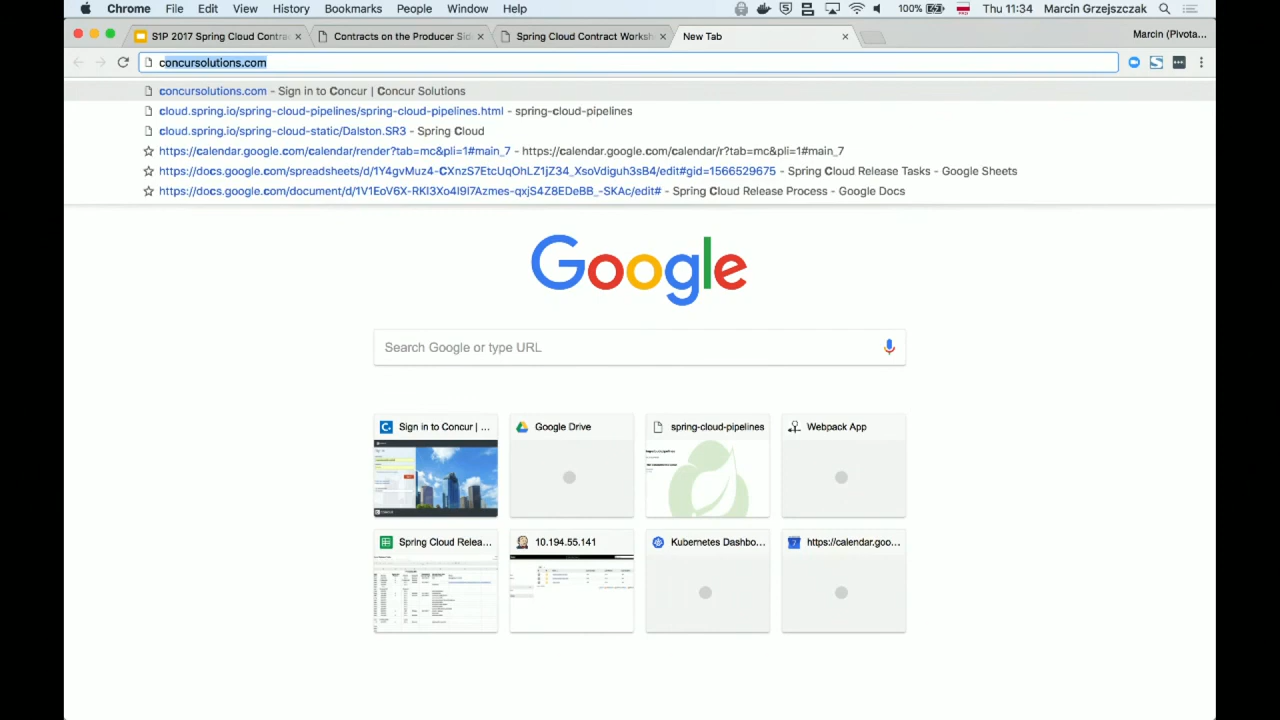 Chrome File Edit View History Bookmarks People Window Help 100% Thu 11:34 Marcin Grzejszczak
S1P 2017 Spring Cloud Contra Contracts on the Producer Sid Spring Cloud Contract Worksh New Tab Marcin (Pivota...
concursolutions.com
concursolutions.com - Sign in to Concur | Concur Solutions
cloud.spring.io/spring-cloud-pipelines/spring-cloud-pipelines.html - spring-cloud-pipelines
cloud.spring.io/spring-cloud-static/Dalston.SR3 - Spring Cloud
https://calendar.google.com/calendar/render?tab=mc&pli=1#main_7 - https://calendar.google.com/calendar/r?tab=mc&pli=1#main_7
https://docs.google.com/spreadsheets/d/1Y4gvMuz4-CXnzS7EtcUqOhLZ1jZ34_XsoVdiguh3sB4/edit#gid=1566529675 - Spring Cloud Release Tasks - Google Sheets
https://docs.google.com/document/d/1V1EoV6X-RKI3Xo4I9I7Azmes-qxjS4Z8EDeBB_-SKAc/edit# - Spring Cloud Release Process - Google Docs
Google
Search Google or type URL
Sign in to Concur | ... Google Drive spring-cloud-pipelines Webpack App
Spring Cloud Relea... 10.194.55.141 Kubernetes Dashbo... https://calendar.goo...